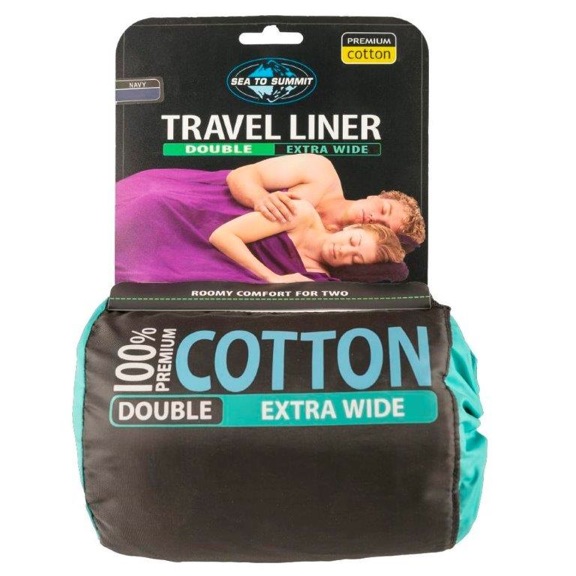 PREMIUM
cotton
SEA TO SUMMIT
NAVY
TRAVEL LINER
DOUBLE EXTRA WIDE
ROOMY COMFORT FOR TWO
100% PREMIUM COTTON
DOUBLE EXTRA WIDE